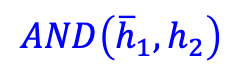 AND(h̄₁, h₂)